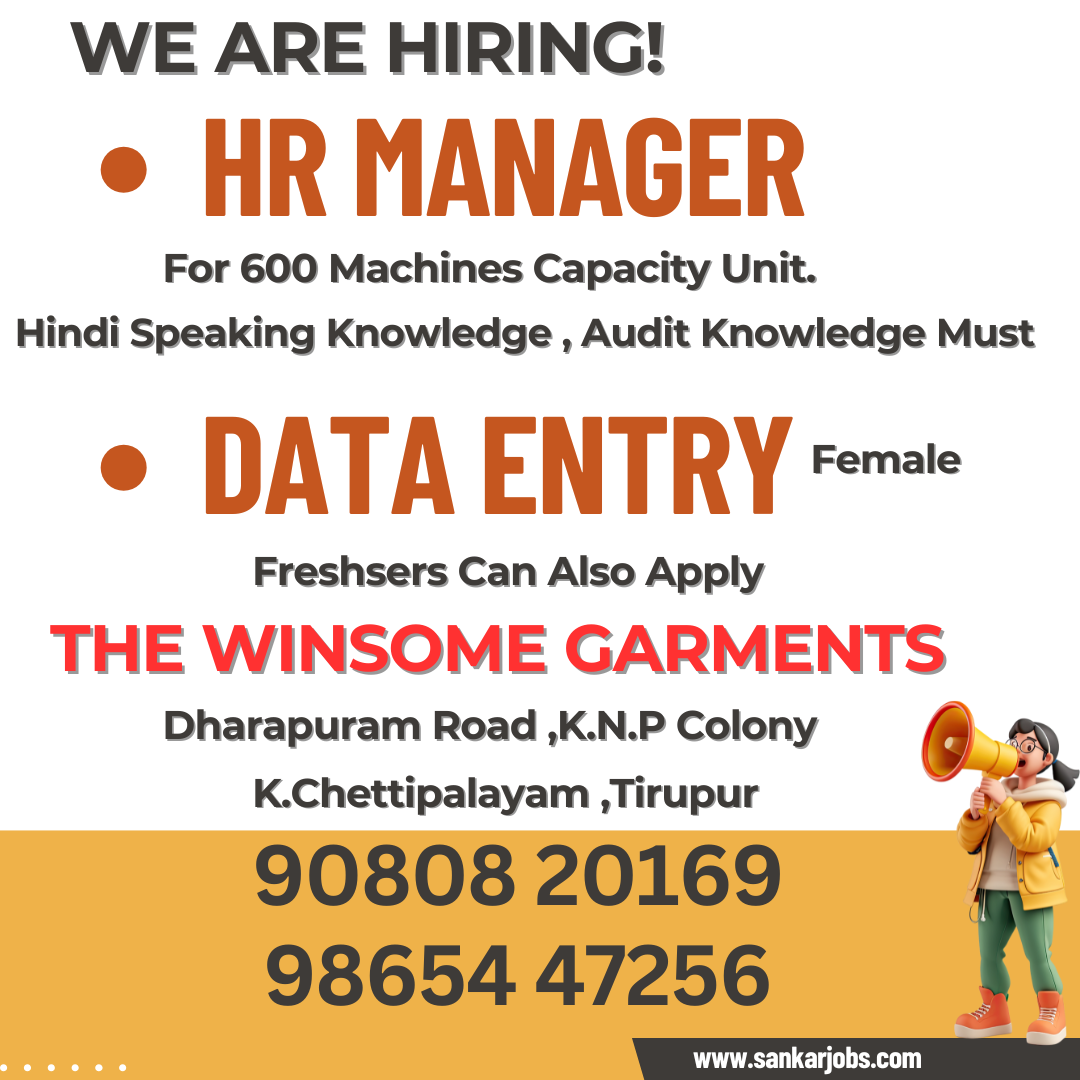 WE ARE HIRING!
• HR MANAGER
For 600 Machines Capacity Unit.
Hindi Speaking Knowledge , Audit Knowledge Must
• DATA ENTRY Female
Freshsers Can Also Apply
THE WINSOME GARMENTS
Dharapuram Road ,K.N.P Colony
K.Chettipalayam ,Tirupur
90808 20169
98654 47256
www.sankarjobs.com